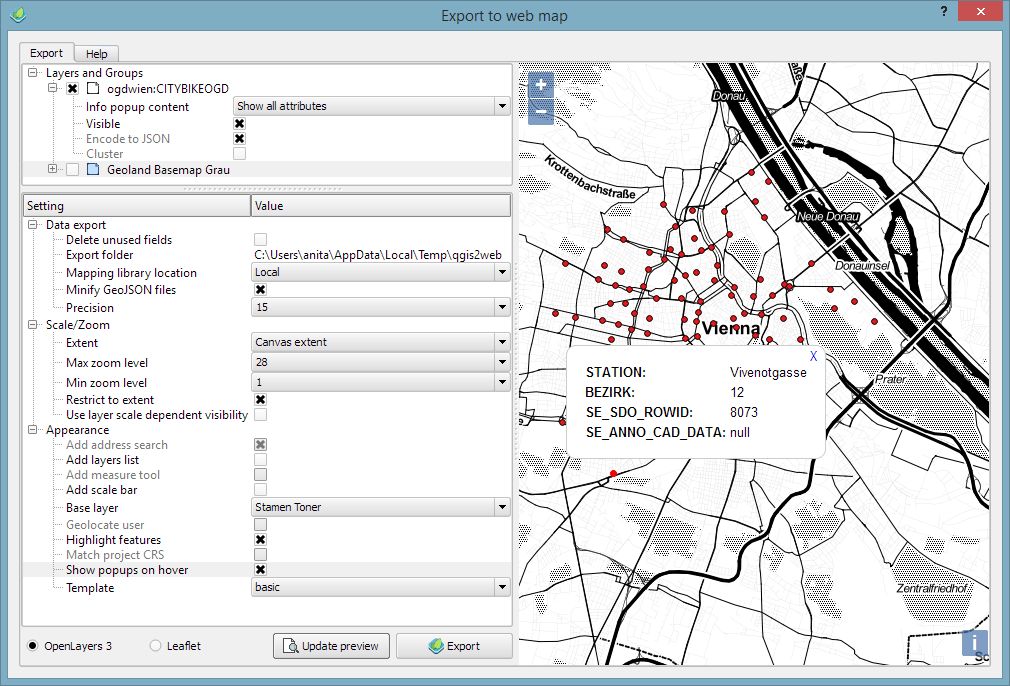 Export to web map
?
Export Help
Layers and Groups
ogdwien:CITYBIKEOGD
Info popup content Show all attributes
Visible
Encode to JSON
Cluster
Geoland Basemap Grau
Setting Value
Data export
Delete unused fields
Export folder C:\Users\anita\AppData\Local\Temp\qgis2web
Mapping library location Local
Minify GeoJSON files
Precision 15
Scale/Zoom
Extent Canvas extent
Max zoom level 28
Min zoom level 1
Restrict to extent
Use layer scale dependent visibility
Appearance
Add address search
Add layers list
Add measure tool
Add scale bar
Base layer Stamen Toner
Geolocate user
Highlight features
Match project CRS
Show popups on hover
Template basic
OpenLayers 3 Leaflet Update preview Export
+
−
Donau
Krottenbachstraße
Neue Donau
Donauinsel
Vienna
X
STATION: Vivenotgasse
BEZIRK: 12
SE_SDO_ROWID: 8073
SE_ANNO_CAD_DATA: null
Prater
Zentralfriedhof
i
Sc